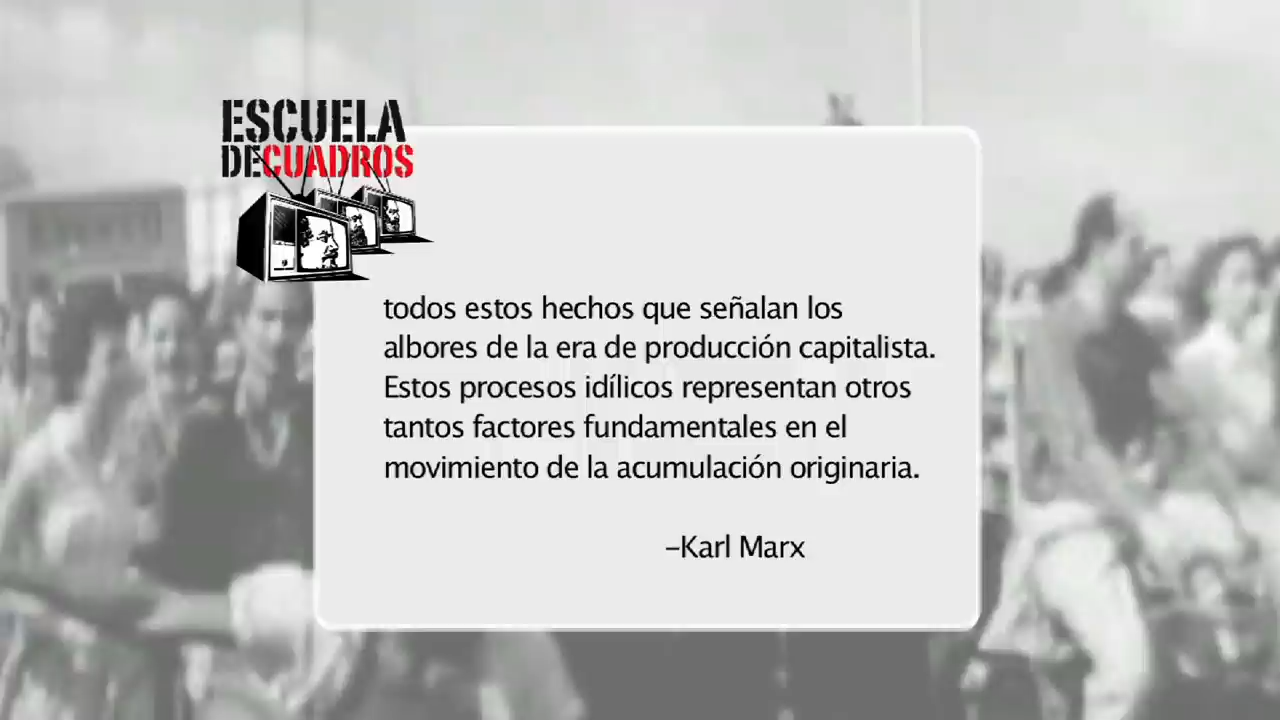 ESCUELA
DECUADROS
todos estos hechos que señalan los
albores de la era de producción capitalista.
Estos procesos idílicos representan otros
tantos factores fundamentales en el
movimiento de la acumulación originaria.
–Karl Marx